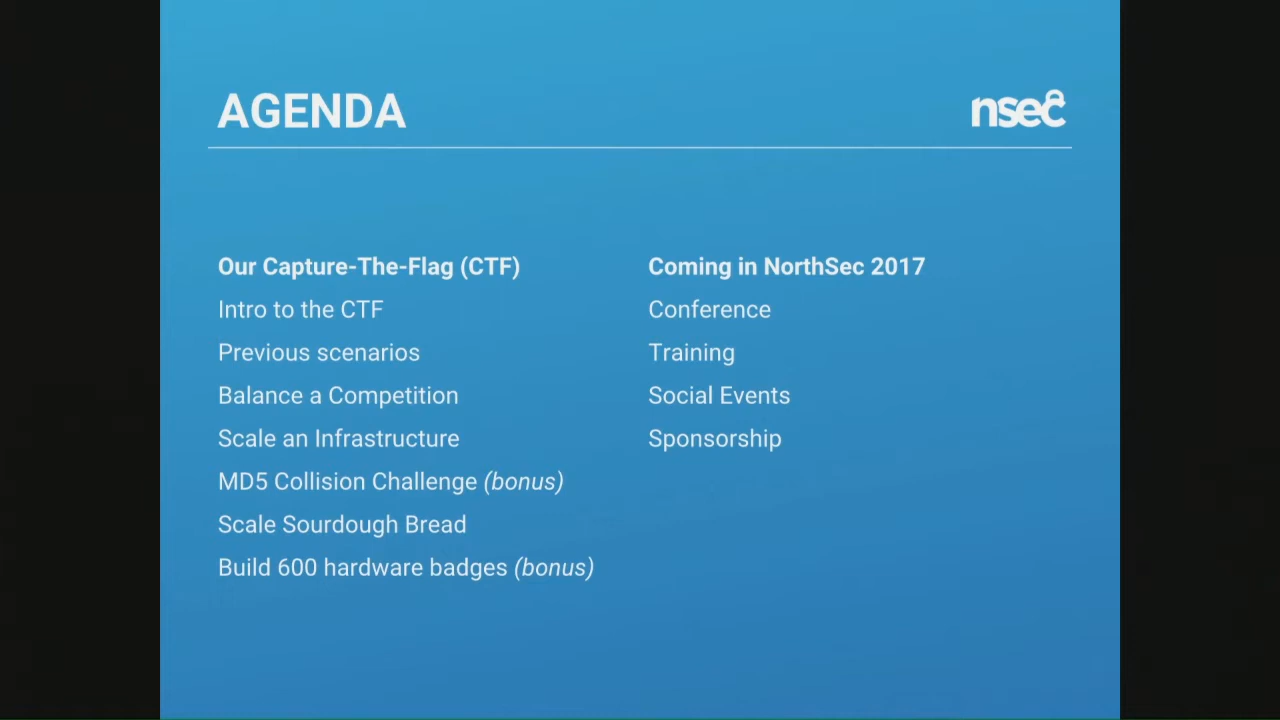 AGENDA
nsec
Our Capture-The-Flag (CTF)
Intro to the CTF
Previous scenarios
Balance a Competition
Scale an Infrastructure
MD5 Collision Challenge (bonus)
Scale Sourdough Bread
Build 600 hardware badges (bonus)
Coming in NorthSec 2017
Conference
Training
Social Events
Sponsorship